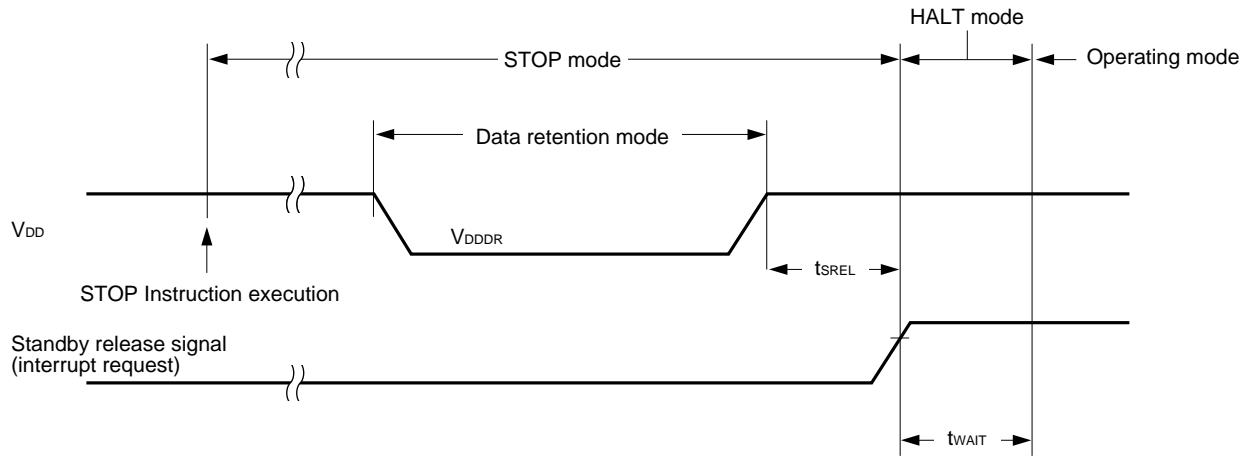 HALT mode
STOP mode
Operating mode
Data retention mode
VDD
VDDDR
tSREL
STOP Instruction execution
Standby release signal
(interrupt request)
tWAIT